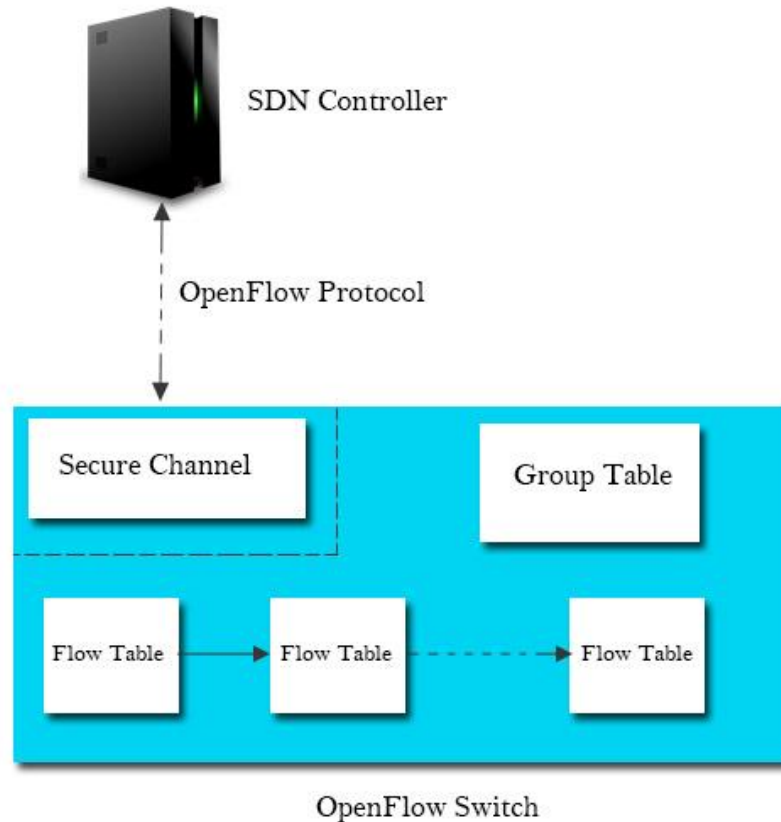 SDN Controller
OpenFlow Protocol
Secure Channel
Group Table
Flow Table
Flow Table
Flow Table
OpenFlow Switch